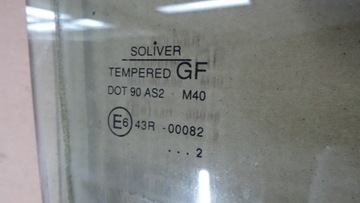 SOLiVER
TEMPERED GF
DOT 90 AS2 M40
E6 43R -00082
··· 2